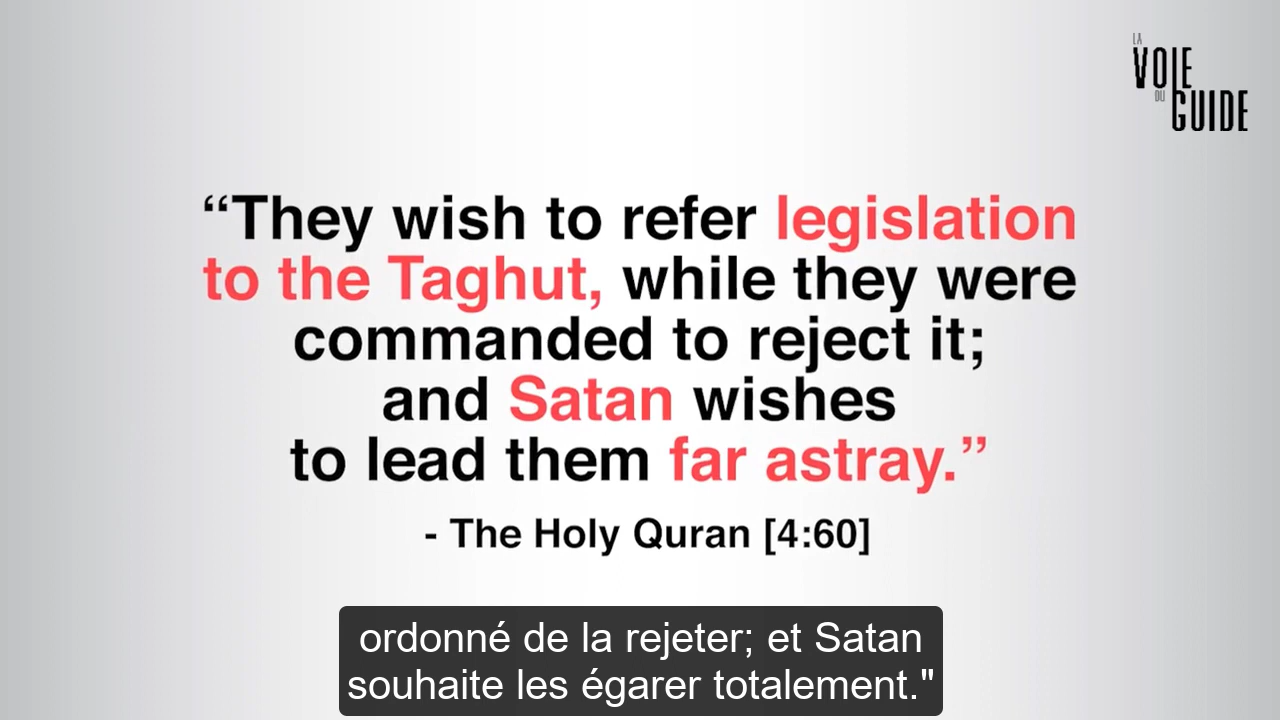 LA
VOIE
DU
GUIDE
“They wish to refer legislation
to the Taghut, while they were
commanded to reject it;
and Satan wishes
to lead them far astray.”
- The Holy Quran [4:60]
ordonné de la rejeter; et Satan
souhaite les égarer totalement."